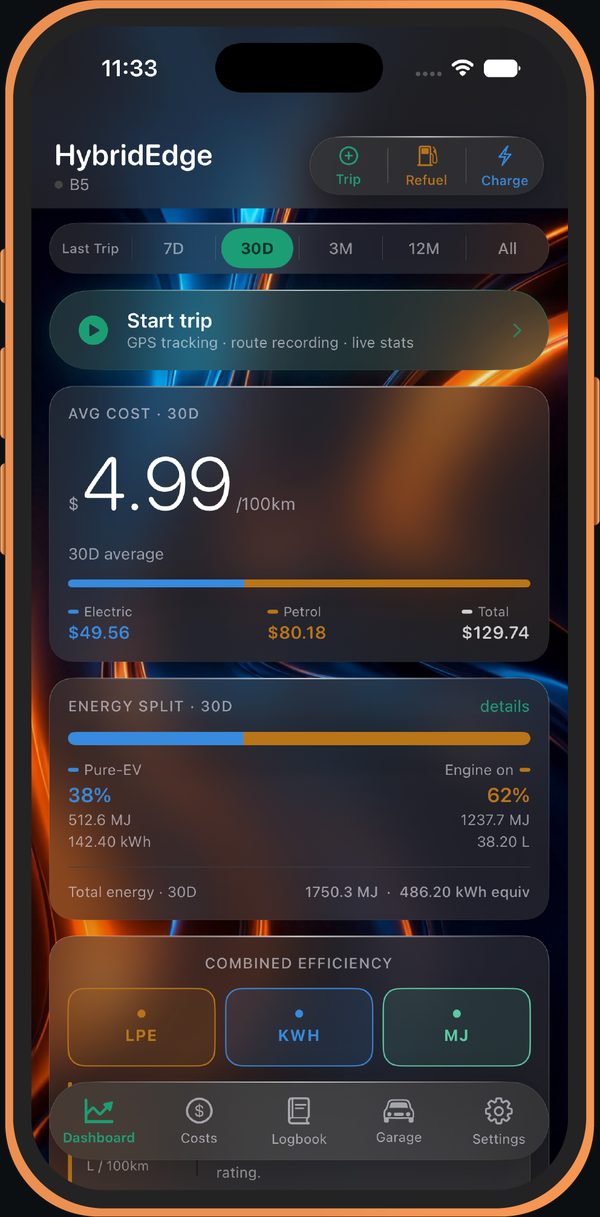 11:33
HybridEdge
B5
Trip
Refuel
Charge
Last Trip
7D
30D
3M
12M
All
Start trip
GPS tracking · route recording · live stats
AVG COST · 30D
$ 4.99 /100km
30D average
Electric
Petrol
Total
$49.56
$80.18
$129.74
ENERGY SPLIT · 30D
details
Pure-EV
Engine on
38%
62%
512.6 MJ
1237.7 MJ
142.40 kWh
38.20 L
Total energy · 30D
1750.3 MJ · 486.20 kWh equiv
COMBINED EFFICIENCY
LPE
KWH
MJ
Dashboard
$
Costs
Logbook
Garage
Settings
L / 100km
rating.